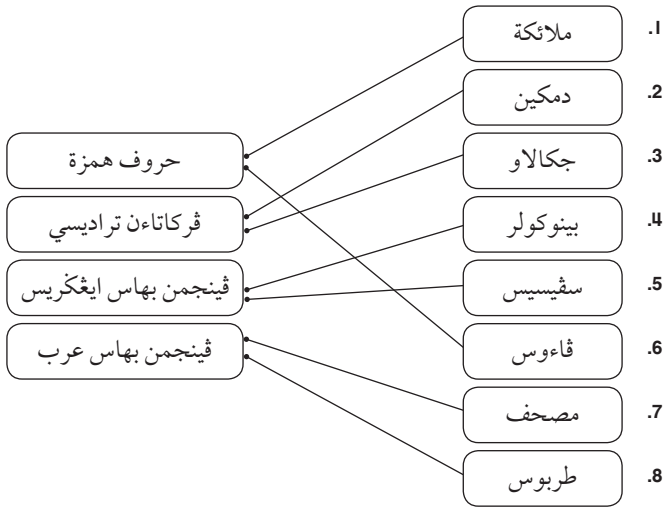 1. ملائكة
2. دمكين
3. جكالاو
4. بينوكولر
5. سڤيسيس
6. ڤاءوس
7. مصحف
8. طربوس
حروف همزة
ڤركاتاءن تراديسي
ڤينجمن بهاس ايڠݢريس
ڤينجمن بهاس عرب